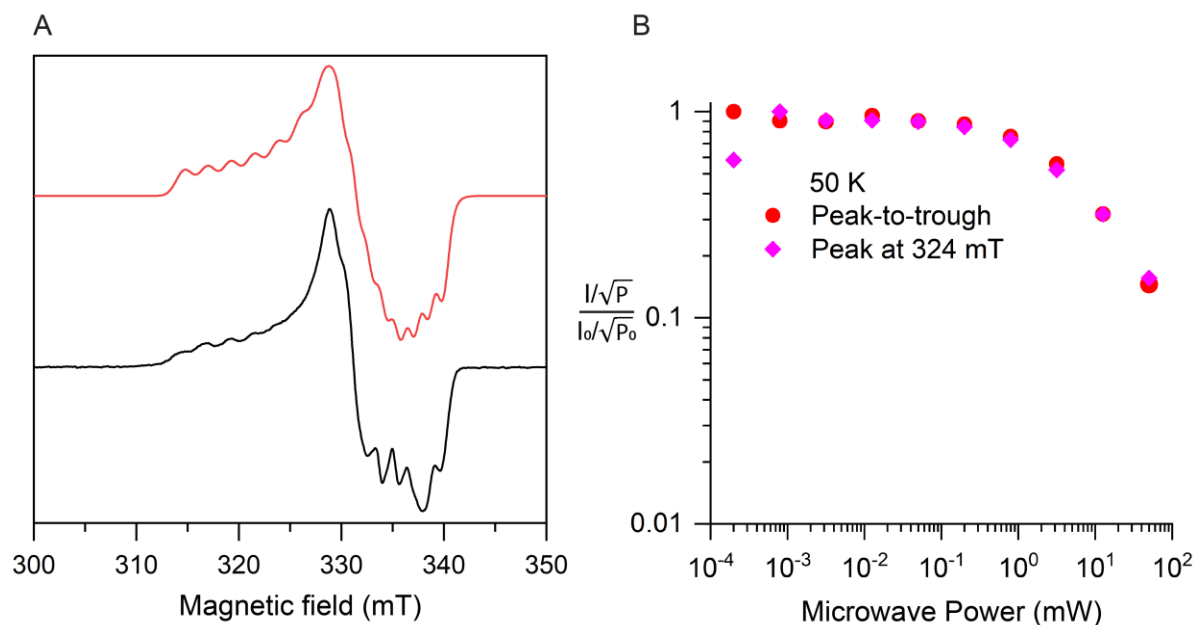 A
300
310
320
330
340
350
Magnetic field (mT)
B
1
0.1
0.01
50 K
Peak-to-trough
Peak at 324 mT
I/√P
I₀/√P₀
10⁻⁴
10⁻³
10⁻²
10⁻¹
10⁰
10¹
10²
Microwave Power (mW)